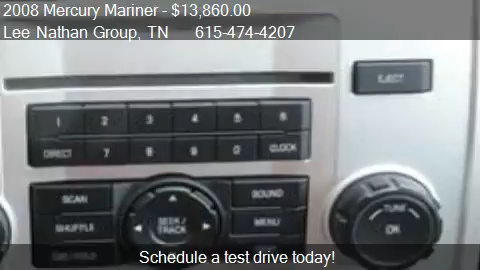 2008 Mercury Mariner - $13,860.00
Lee Nathan Group, TN 615-474-4207
EJECT
1 2 3 4 5 6
DIRECT 7 8 9 0 CLOCK
SCAN SOUND
SHUFFLE SEEK / TRACK MENU
TUNE
OK
Schedule a test drive today!